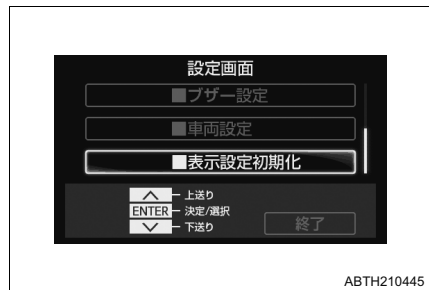 設定画面
■ブザー設定
■車両設定
■表示設定初期化
上送り
ENTER 決定/選択
下送り
終了
ABTH210445